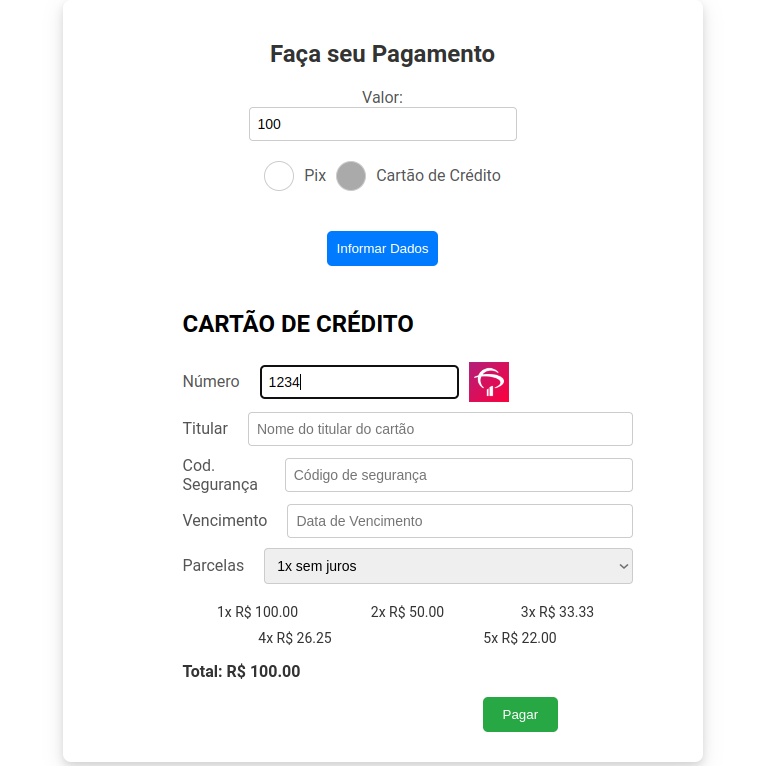 Faça seu Pagamento
Valor:
100
Pix Cartão de Crédito
Informar Dados
CARTÃO DE CRÉDITO
Número 1234
Titular Nome do titular do cartão
Cod.
Segurança Código de segurança
Vencimento Data de Vencimento
Parcelas 1x sem juros
1x R$ 100.00 2x R$ 50.00 3x R$ 33.33
4x R$ 26.25 5x R$ 22.00
Total: R$ 100.00
Pagar